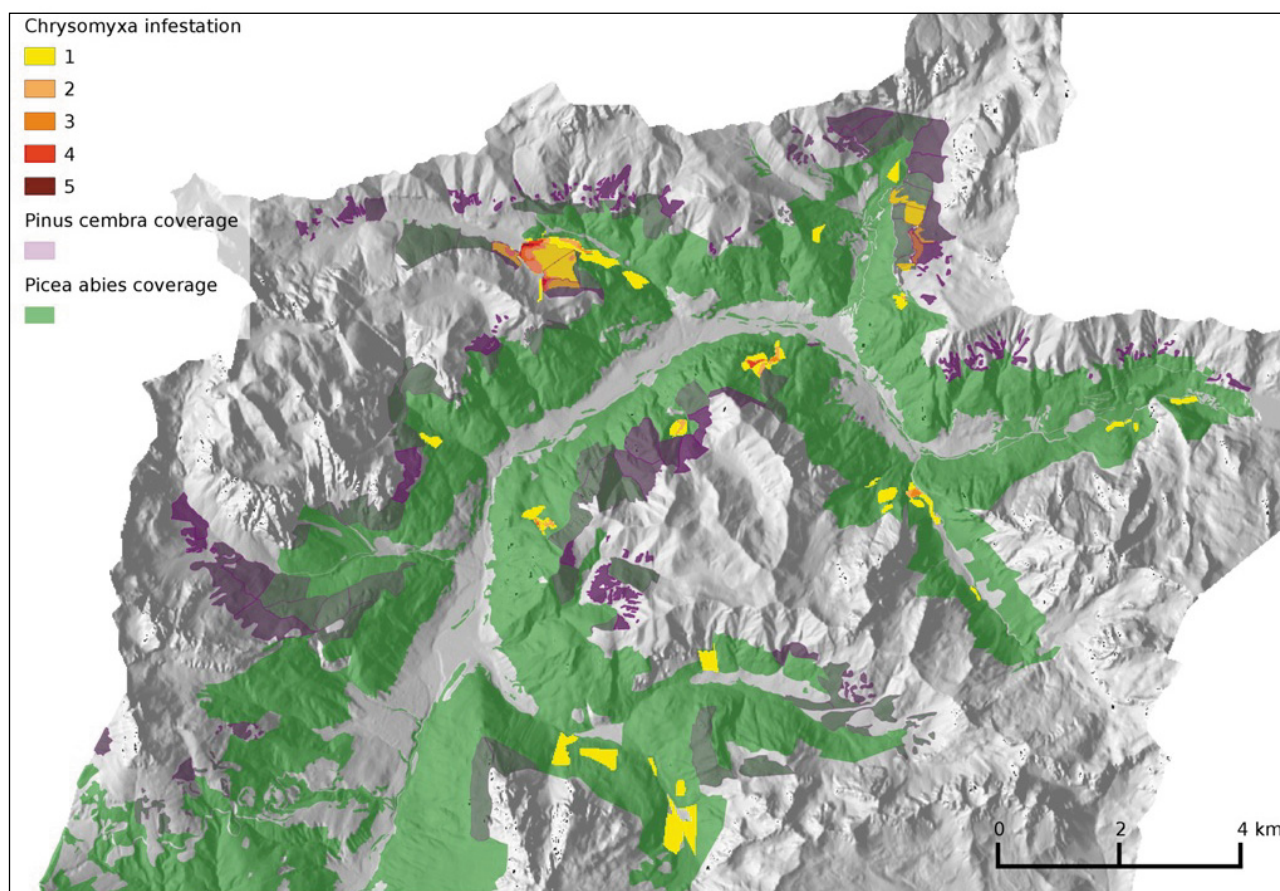 Chrysomyxa infestation
1
2
3
4
5
Pinus cembra coverage
Picea abies coverage
0 2 4 km